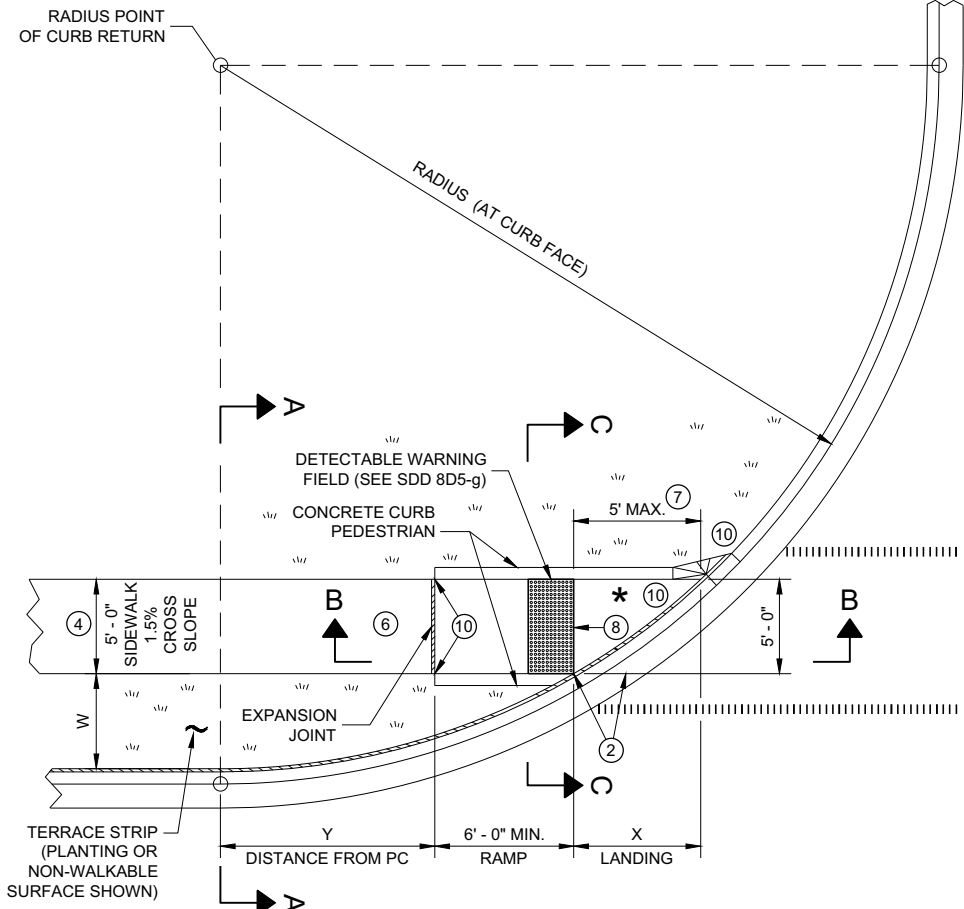 RADIUS POINT
OF CURB RETURN
RADIUS (AT CURB FACE)
A
C
DETECTABLE WARNING
FIELD (SEE SDD 8D5-g)
7
5' MAX.
CONCRETE CURB
PEDESTRIAN
10
4
5' - 0"
SIDEWALK
1.5%
CROSS
SLOPE
B
6
10
*
10
8
5' - 0"
B
W
EXPANSION
JOINT
2
C
TERRACE STRIP
(PLANTING OR
NON-WALKABLE
SURFACE SHOWN)
Y
DISTANCE FROM PC
6' - 0" MIN.
RAMP
X
LANDING
A